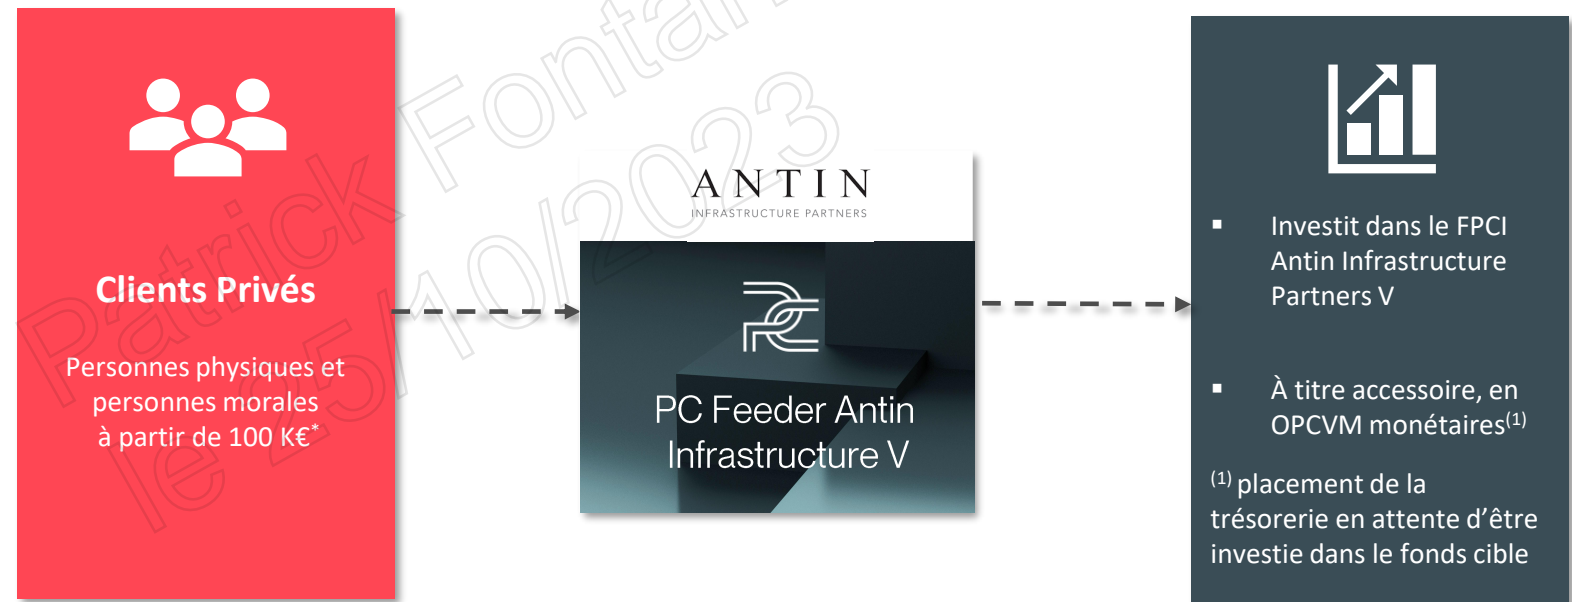 Clients Privés
Personnes physiques et
personnes morales
à partir de 100 K€*
ANTIN
INFRASTRUCTURE PARTNERS
PC Feeder Antin
Infrastructure V
▪ Investit dans le FPCI
Antin Infrastructure
Partners V
▪ À titre accessoire, en
OPCVM monétaires(1)
(1) placement de la
trésorerie en attente d’être
investie dans le fonds cible
Patrick
le 25/10/2023